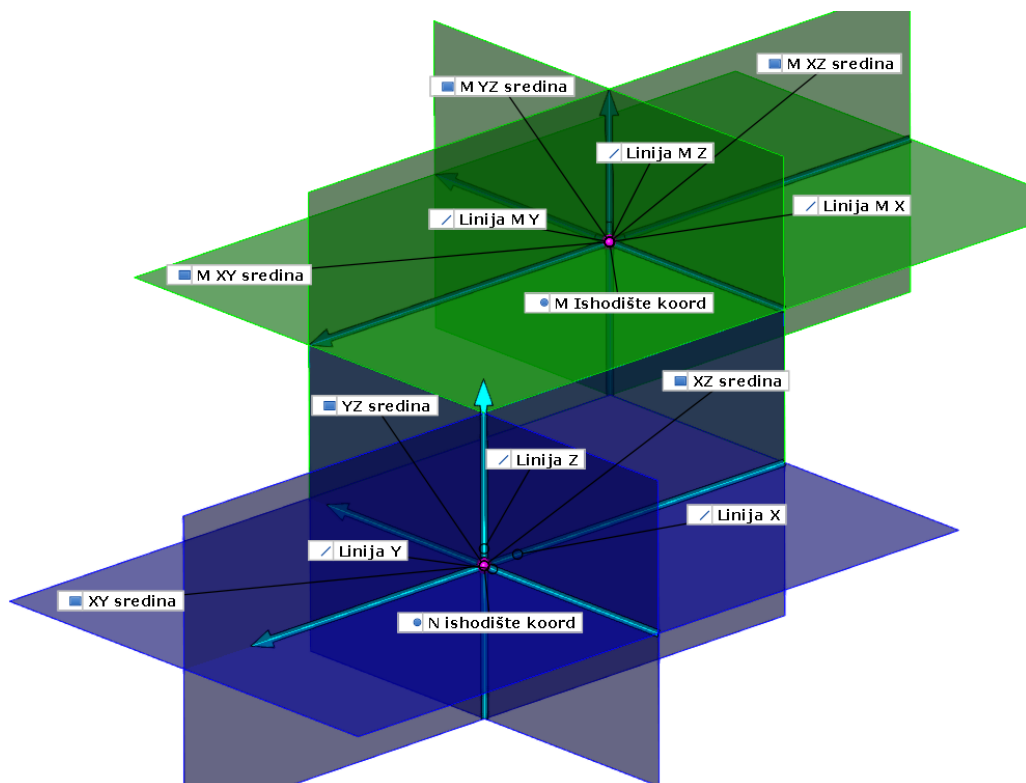 M XZ sredina
M YZ sredina
Linija M Z
Linija M X
Linija M Y
M XY sredina
M Ishodište koord
XZ sredina
YZ sredina
Linija Z
Linija X
Linija Y
XY sredina
N ishodište koord